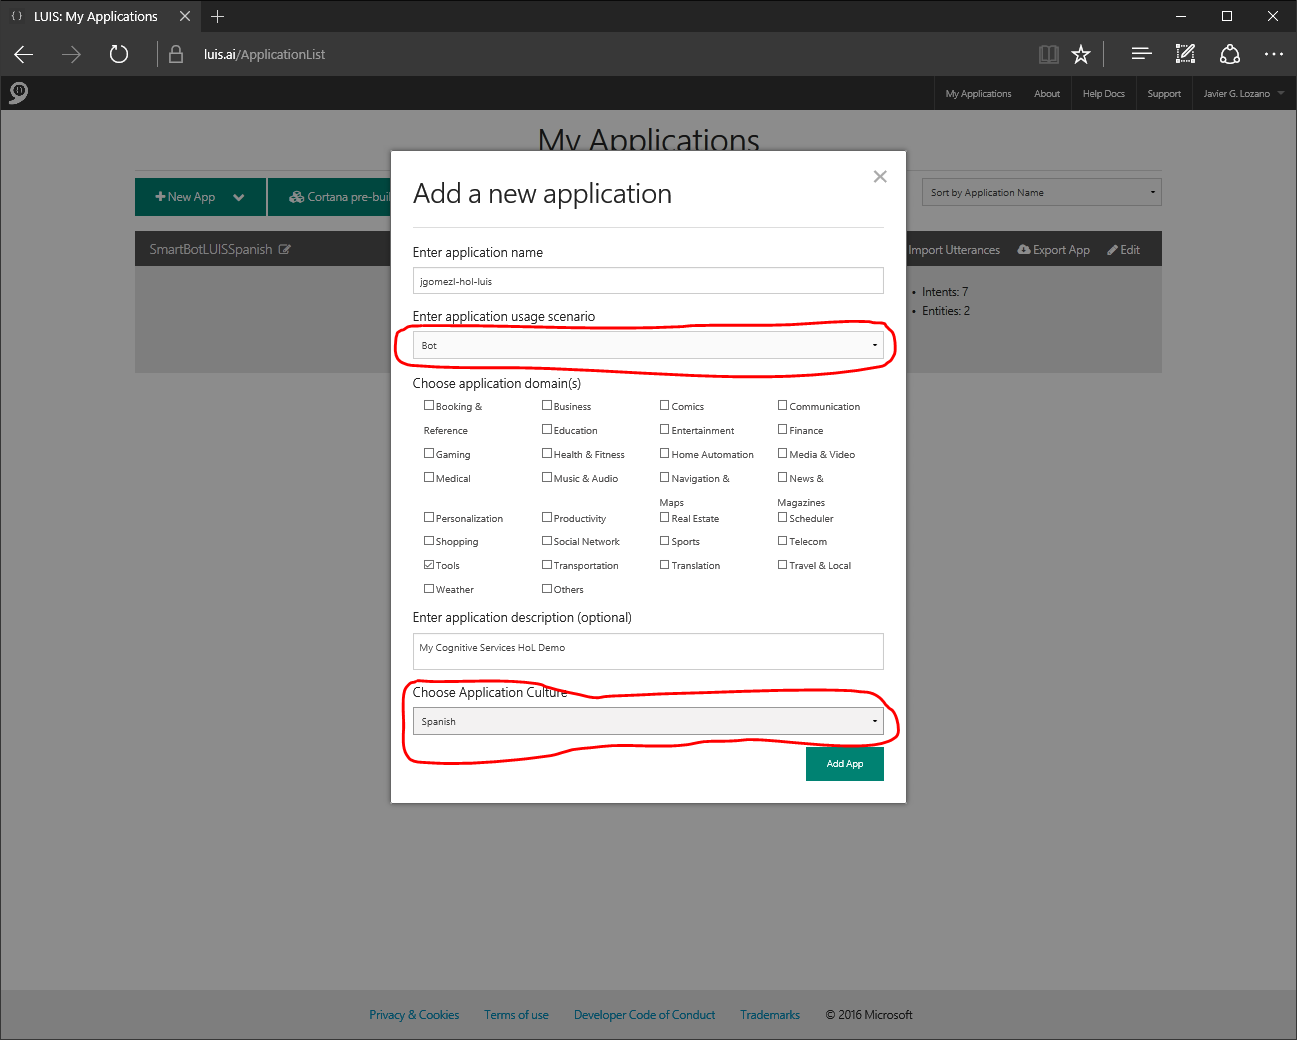 LUIS: My Applications
luis.ai/ApplicationList
My Applications About Help Docs Support Javier G. Lozano
My Applications
New App Cortana Sort by Application Name
Add a new application
SmartBotLUISSpanish Import Utterances Export App Edit
Intents: 7
Entities: 2
Enter application name
jgomezl-hol-luis
Enter application usage scenario
Bot
Choose application domain(s)
Booking & Business Comics Communication
Reference Education Entertainment Finance
Gaming Health & Fitness Home Automation Media & Video
Medical Music & Audio Navigation & News &
Maps Magazines
Personalization Productivity Real Estate Scheduler
Shopping Social Network Sports Telecom
Tools Transportation Translation Travel & Local
Weather Others
Enter application description (optional)
My Cognitive Services HoL Demo
Choose Application Culture
Spanish
Add App
Privacy & Cookies Terms of use Developer Code of Conduct Trademarks © 2016 Microsoft